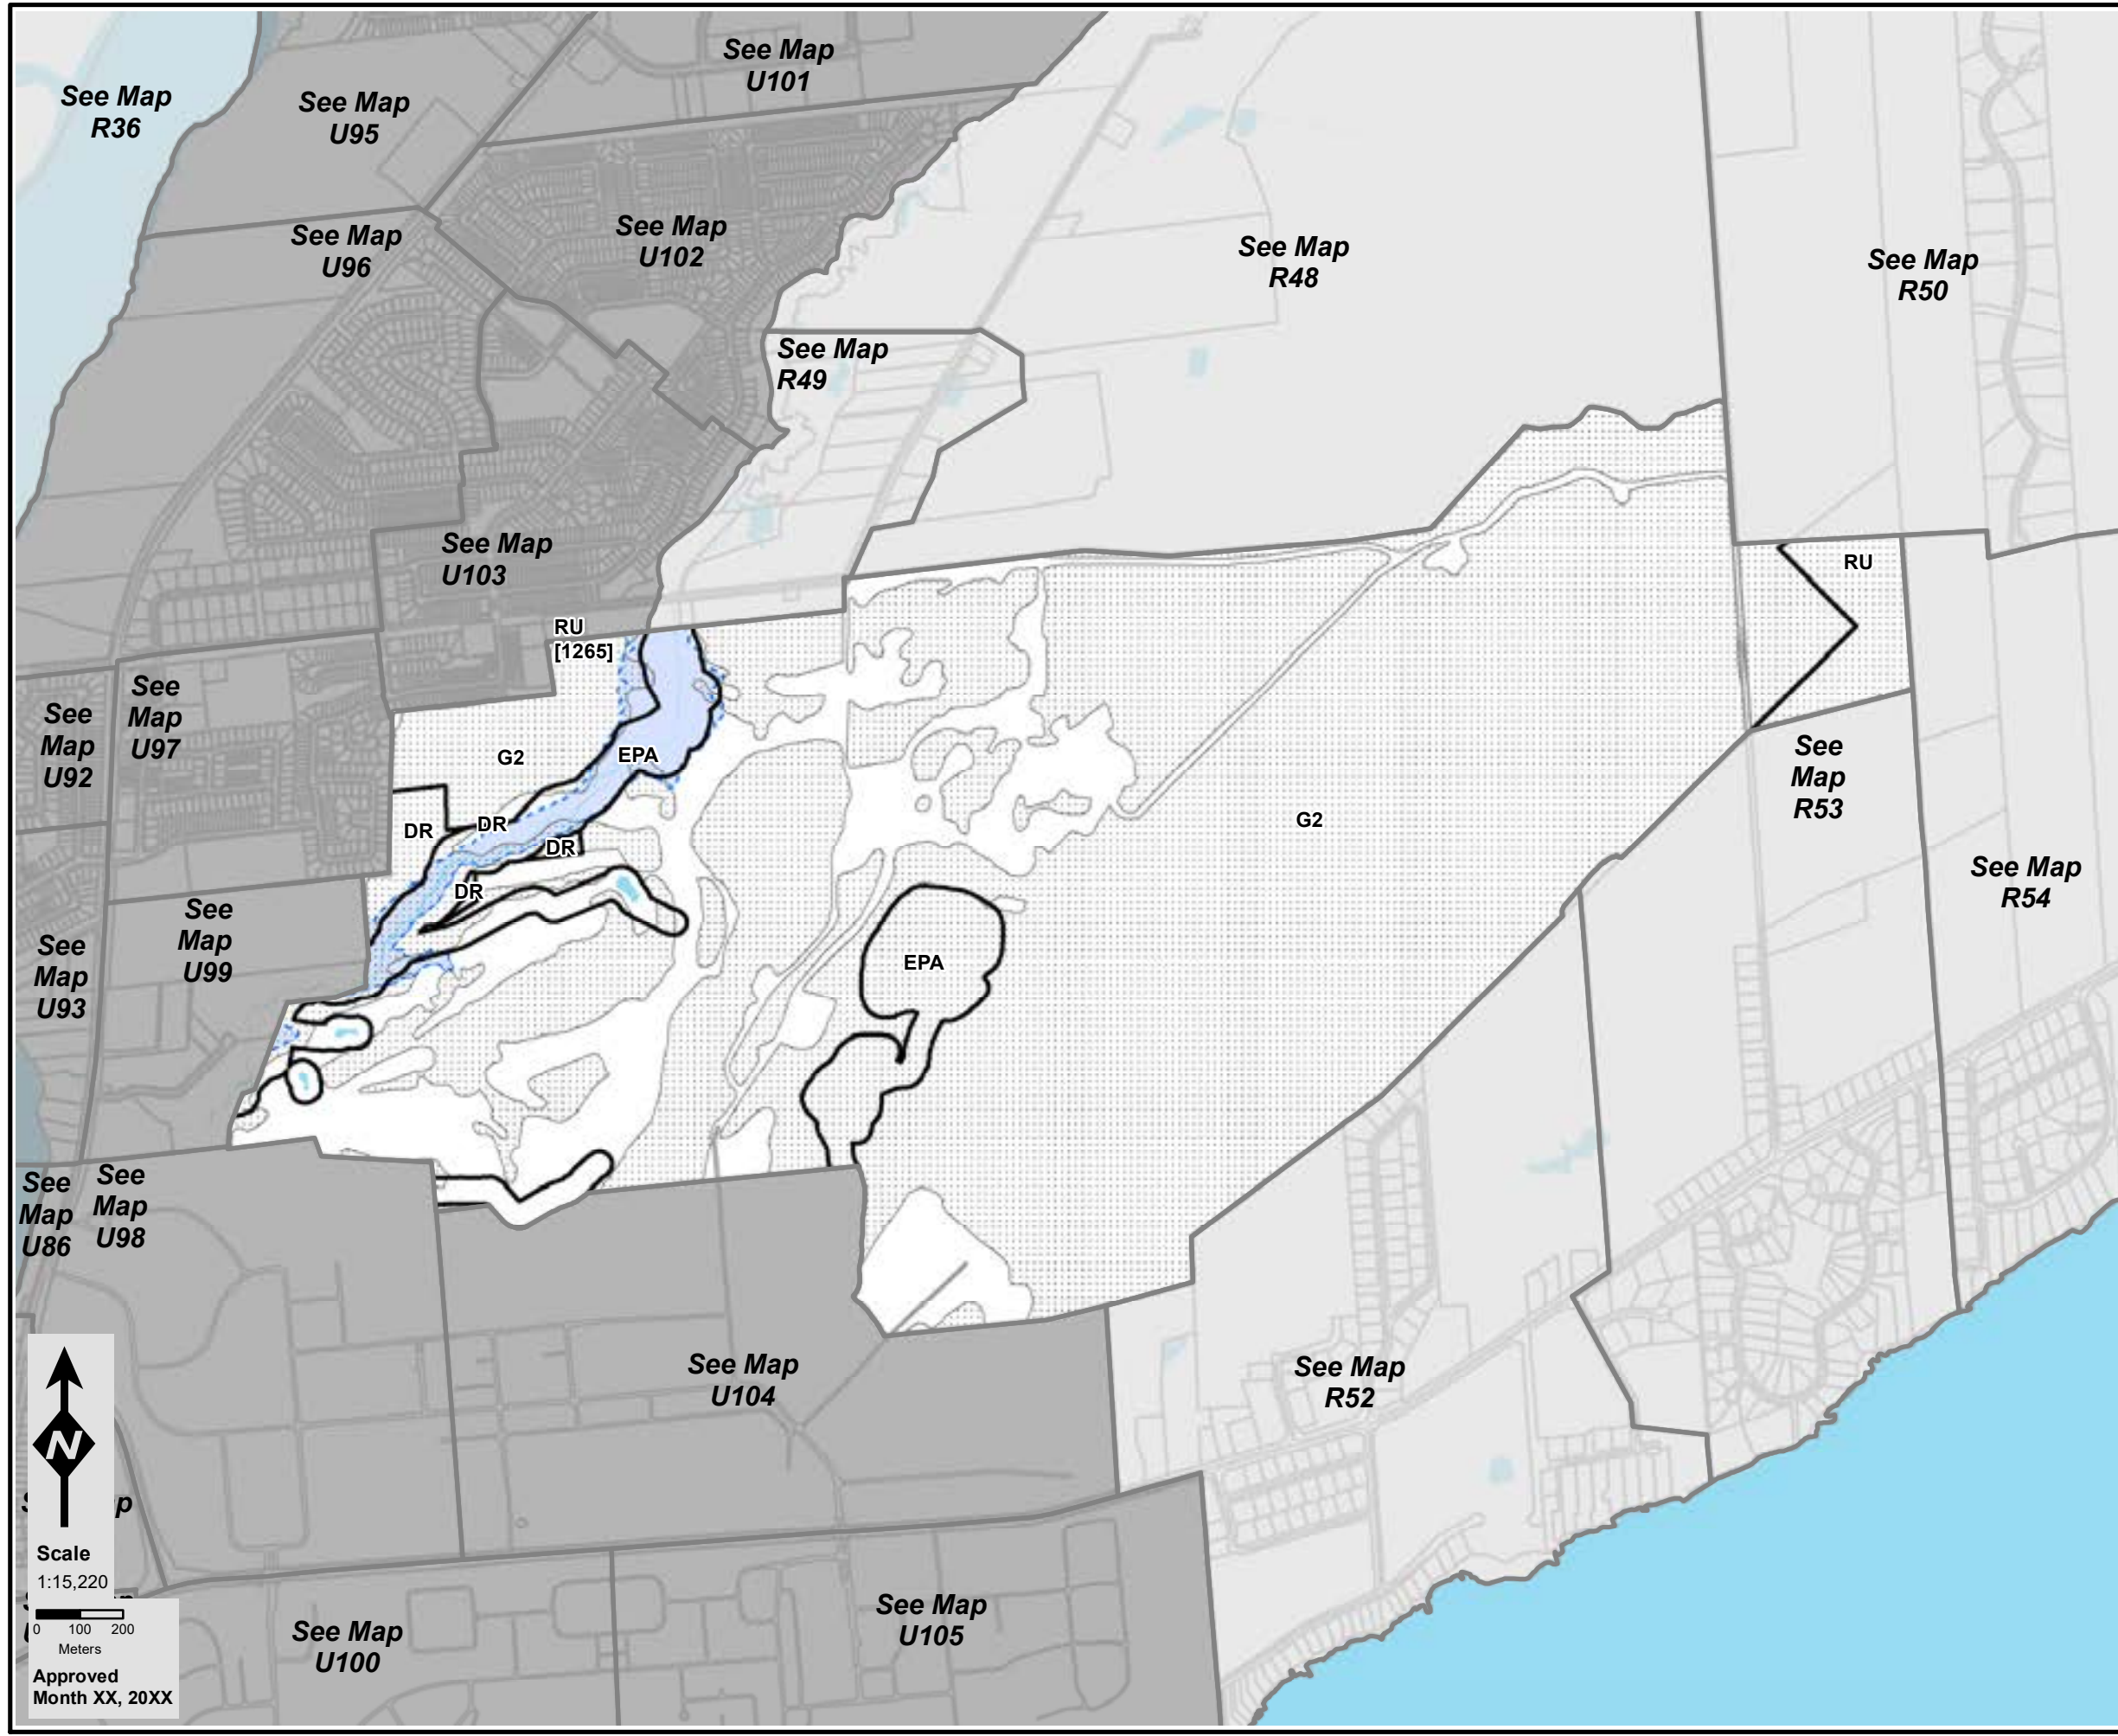 See Map
U101
See Map
R36
See Map
U95
See Map
U102
See Map
U96
See Map
R48
See Map
R50
See Map
R49
See Map
U103
RU
RU
[1265]
See
Map
U97
See
Map
U92
G2
EPA
See
Map
R53
DR
DR
DR
G2
DR
See Map
R54
See
Map
U99
See
Map
U93
EPA
See
Map
U86
See
Map
U98
See Map
U104
See Map
R52
N
Scale
1:15,220
0 100 200
Meters
Approved
Month XX, 20XX
See Map
U100
See Map
U105